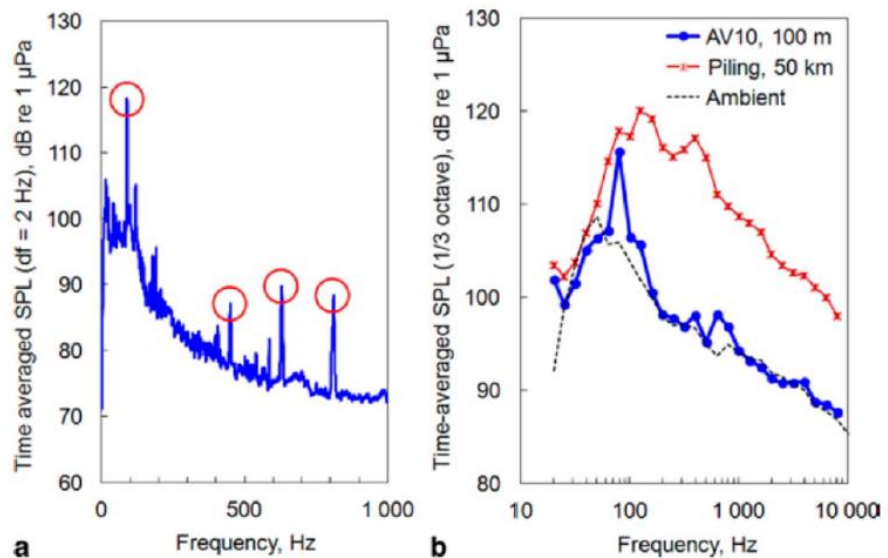 Time averaged SPL (df = 2 Hz), dB re 1 μPa
130
120
110
100
90
80
70
60
0
500
1 000
Frequency, Hz
a
Time-averaged SPL (1/3 octave), dB re 1 μPa
130
120
110
100
90
80
10
100
1 000
10 000
Frequency, Hz
b
AV10, 100 m
Piling, 50 km
Ambient